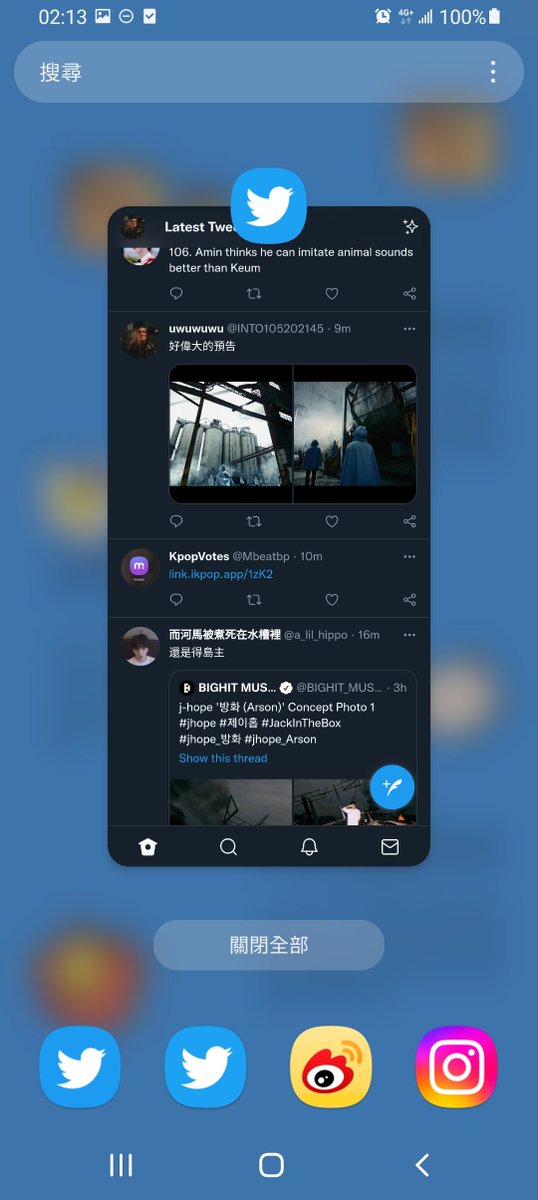 02:13
4G+
100%
搜尋
Latest Twee
106. Amin thinks he can imitate animal sounds
better than Keum
uwuwuwu @INTO105202145 · 9m
好偉大的預告
KpopVotes @Mbeatbp · 10m
link.ikpop.app/1zK2
而河馬被煮死在水槽裡 @a_lil_hippo · 16m
還是得島主
BIGHIT MUS... @BIGHIT_MUS... · 3h
j-hope '방화 (Arson)' Concept Photo 1
#jhope #제이홉 #JackInTheBox
#jhope_방화 #jhope_Arson
Show this thread
關閉全部